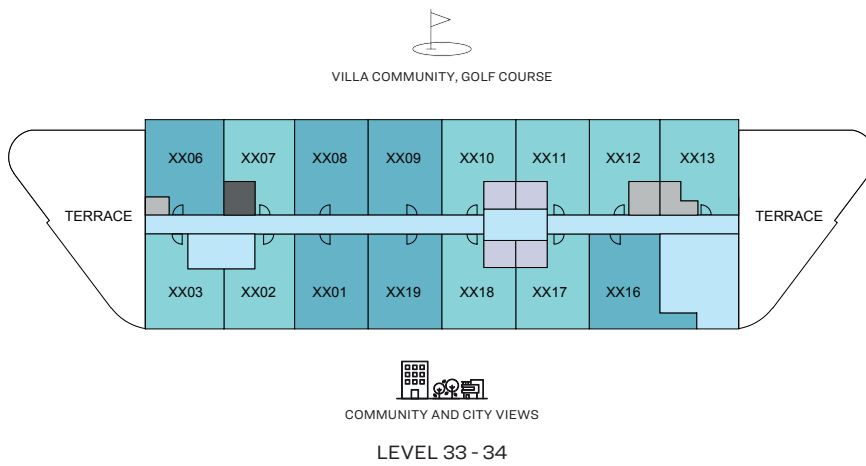 VILLA COMMUNITY, GOLF COURSE
XX06 XX07 XX08 XX09 XX10 XX11 XX12 XX13
TERRACE TERRACE
XX03 XX02 XX01 XX19 XX18 XX17 XX16
COMMUNITY AND CITY VIEWS
LEVEL 33 - 34